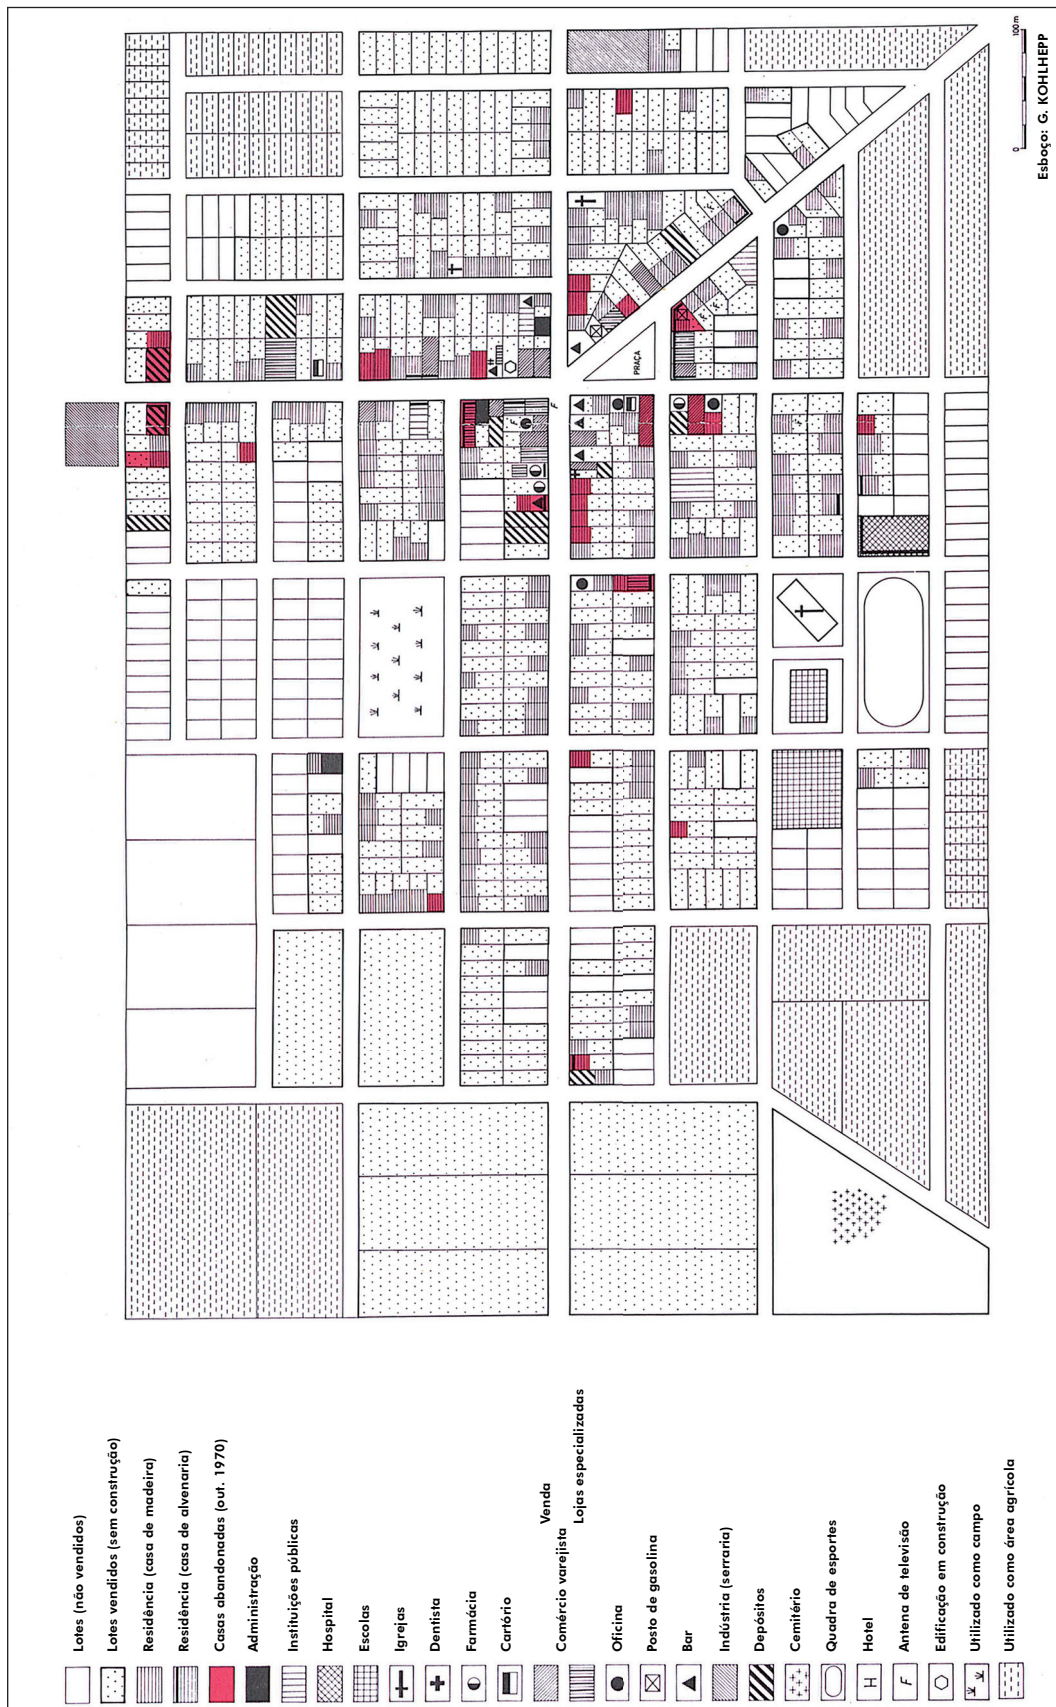 Lotes (não vendidos)
Lotes vendidos (sem construção)
Residência (casa de madeira)
Residência (casa de alvenaria)
Casas abandonadas (out. 1970)
Administração
Instituições públicas
Hospital
Escolas
Igrejas
Dentista
Farmácia
Cartório
Venda
Comércio varejista
Lojas especializadas
Oficina
Posto de gasolina
Bar
Indústria (serraria)
Depósitos
Cemitério
Quadra de esportes
H Hotel
F Antena de televisão
Edificação em construção
Utilizado como campo
Utilizado como área agrícola
PRAÇA
H
F
F
F
F
F
0 100m
Esboço: G. KOHLHEPP